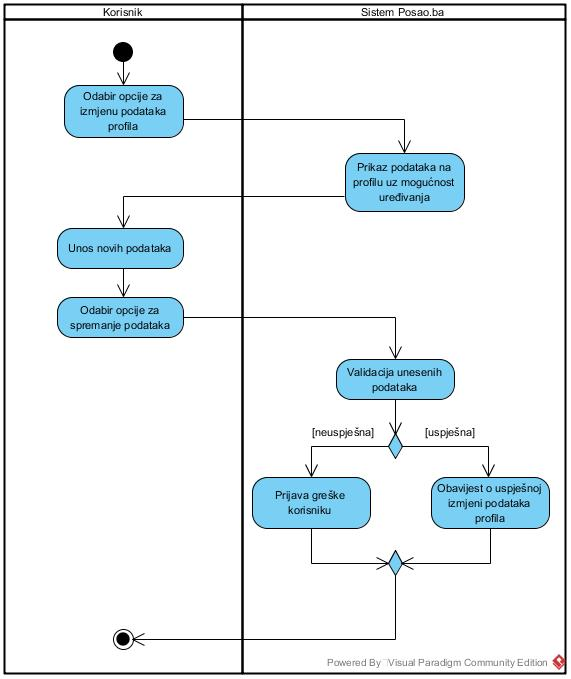 Korisnik
Sistem Posao.ba
Odabir opcije za
izmjenu podataka
profila
Prikaz podataka na
profilu uz mogućnost
uređivanja
Unos novih podataka
Odabir opcije za
spremanje podataka
Validacija unesenih
podataka
[neuspješna]
[uspješna]
Prijava greške
korisniku
Obavijest o uspješnoj
izmjeni podataka
profila
Powered By Visual Paradigm Community Edition